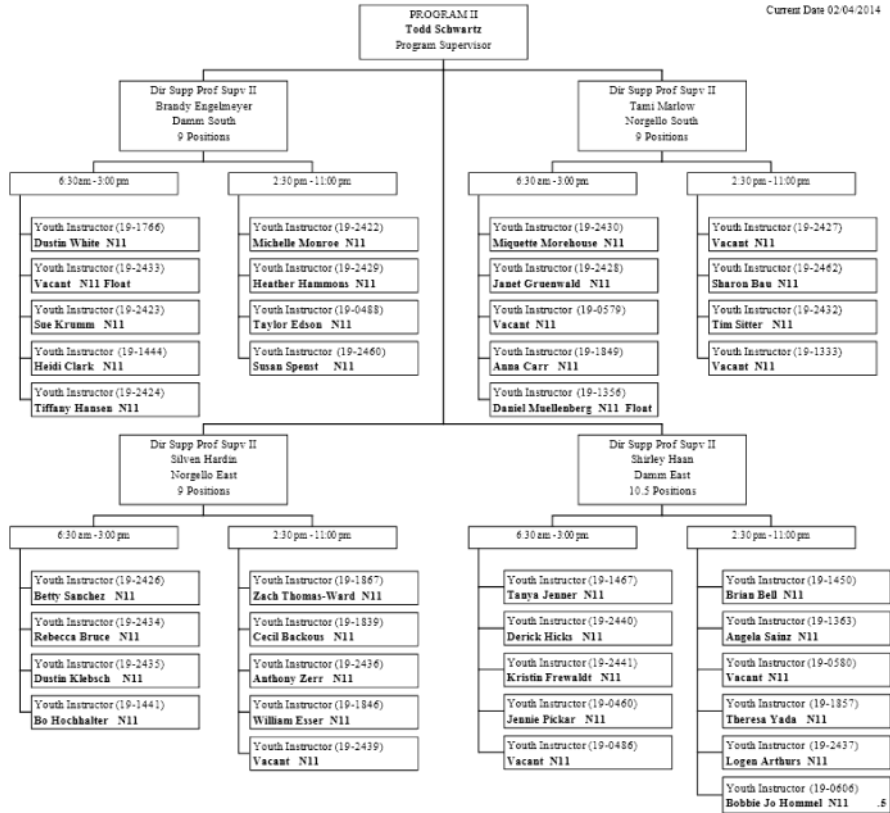 Current Date 02/04/2014
PROGRAM II
Todd Schwartz
Program Supervisor
Dir Supp Prof Supv II
Brandy Engelmeyer
Damm South
9 Positions
Dir Supp Prof Supv II
Tami Marlow
Norgello South
9 Positions
6:30am - 3:00 pm
Youth Instructor (19-1766)
Dustin White N11
Youth Instructor (19-2433)
Vacant N11 Float
Youth Instructor (19-2423)
Sue Krumm N11
Youth Instructor (19-1444)
Heidi Clark N11
Youth Instructor (19-2424)
Tiffany Hansen N11
2:30 pm - 11:00 pm
Youth Instructor (19-2422)
Michelle Monroe N11
Youth Instructor (19-2429)
Heather Hammons N11
Youth Instructor (19-0488)
Taylor Edson N11
Youth Instructor (19-2460)
Susan Spenst N11
6:30 am - 3:00 pm
Youth Instructor (19-2430)
Miquette Morehouse N11
Youth Instructor (19-2428)
Janet Gruenwald N11
Youth Instructor (19-0579)
Vacant N11
Youth Instructor (19-1849)
Anna Carr N11
Youth Instructor (19-1356)
Daniel Muellenberg N11 Float
2:30 pm - 11:00 pm
Youth Instructor (19-2427)
Vacant N11
Youth Instructor (19-2462)
Sharon Bau N11
Youth Instructor (19-2432)
Tim Sitter N11
Youth Instructor (19-1333)
Vacant N11
Dir Supp Prof Supv II
Silven Hardin
Norgello East
9 Positions
Dir Supp Prof Supv II
Shirley Haan
Damm East
10.5 Positions
6:30 am - 3:00 pm
Youth Instructor (19-2426)
Betty Sanchez N11
Youth Instructor (19-2434)
Rebecca Bruce N11
Youth Instructor (19-2435)
Dustin Klebsch N11
Youth Instructor (19-1441)
Bo Hochhalter N11
2:30 pm - 11:00 pm
Youth Instructor (19-1867)
Zach Thomas-Ward N11
Youth Instructor (19-1839)
Cecil Backous N11
Youth Instructor (19-2436)
Anthony Zerr N11
Youth Instructor (19-1846)
William Esser N11
Youth Instructor (19-2439)
Vacant N11
6:30 am - 3:00 pm
Youth Instructor (19-1467)
Tanya Jenner N11
Youth Instructor (19-2440)
Derick Hicks N11
Youth Instructor (19-2441)
Kristin Frewaldt N11
Youth Instructor (19-0460)
Jennie Pickar N11
Youth Instructor (19-0486)
Vacant N11
2:30 pm - 11:00 pm
Youth Instructor (19-1450)
Brian Bell N11
Youth Instructor (19-1363)
Angela Sainz N11
Youth Instructor (19-0580)
Vacant N11
Youth Instructor (19-1857)
Theresa Yada N11
Youth Instructor (19-2437)
Logen Arthurs N11
Youth Instructor (19-0606)
Bobbie Jo Hommel N11 .5